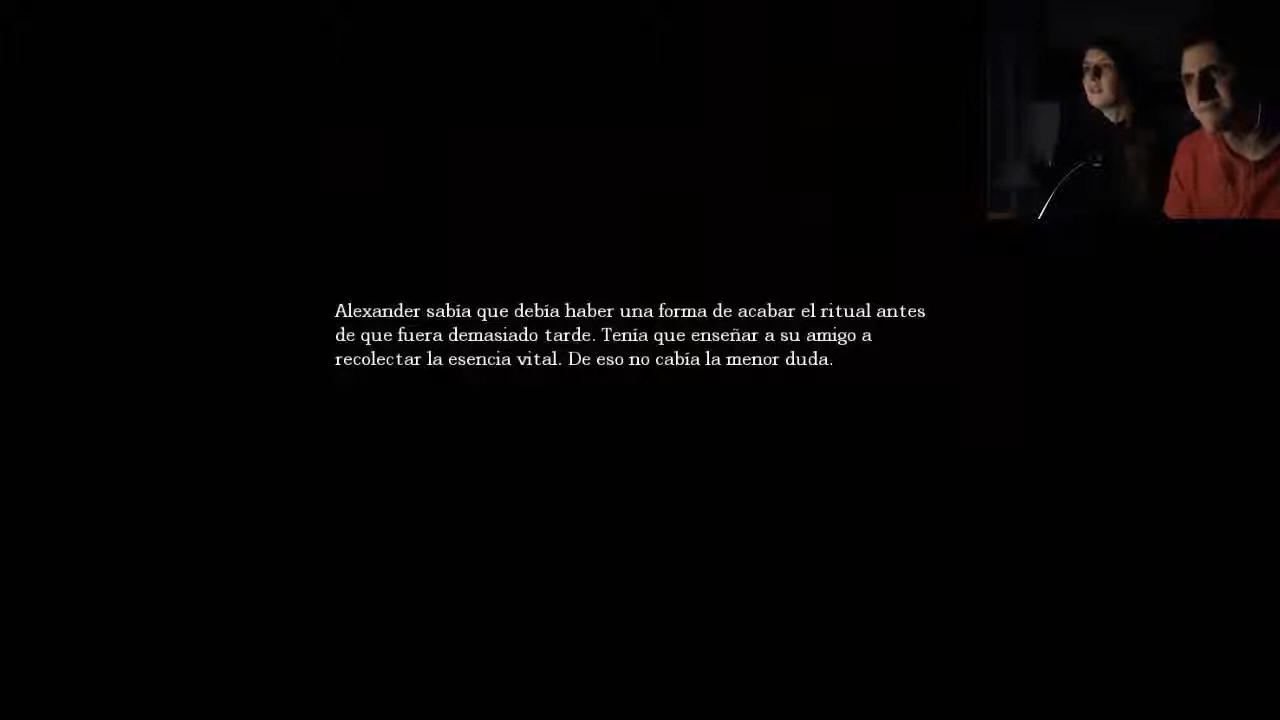 Alexander sabía que debía haber una forma de acabar el ritual antes
de que fuera demasiado tarde. Tenía que enseñar a su amigo a
recolectar la esencia vital. De eso no cabía la menor duda.